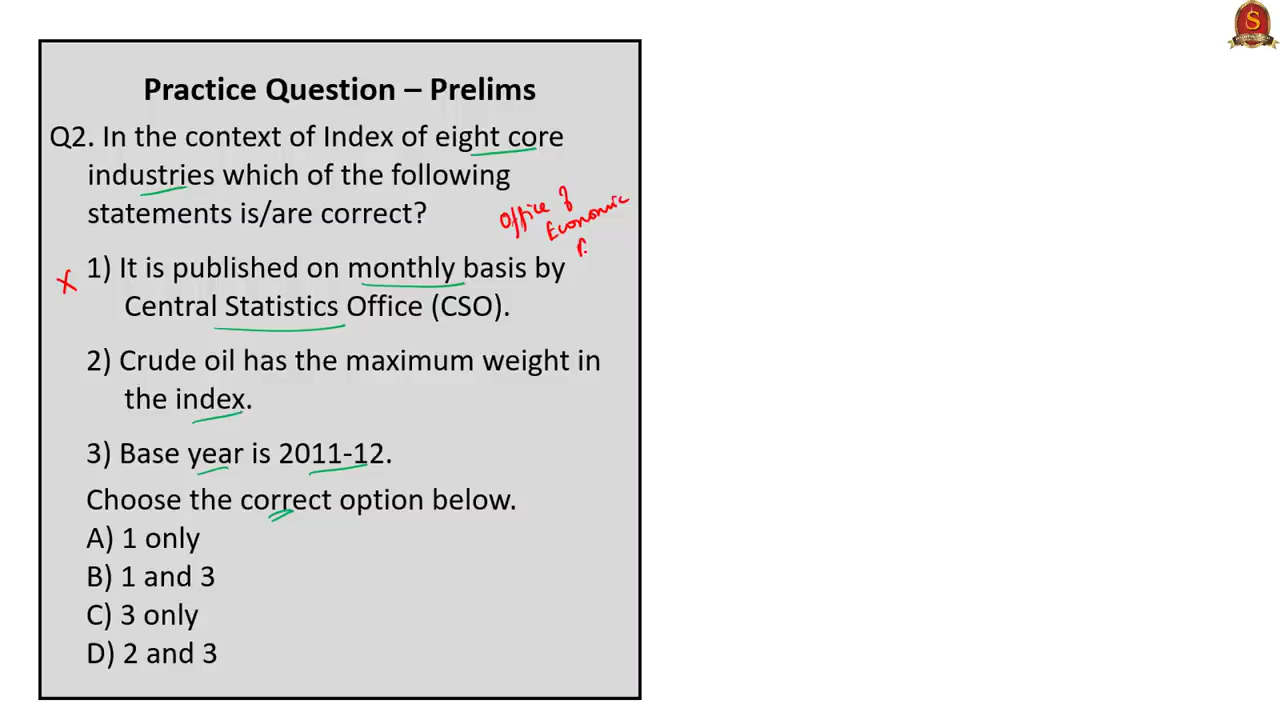 Practice Question – Prelims
Q2. In the context of Index of eight core
industries which of the following
statements is/are correct?
Office of
Economic
1) It is published on monthly basis by
Central Statistics Office (CSO).
2) Crude oil has the maximum weight in
the index.
3) Base year is 2011-12.
Choose the correct option below.
A) 1 only
B) 1 and 3
C) 3 only
D) 2 and 3
S